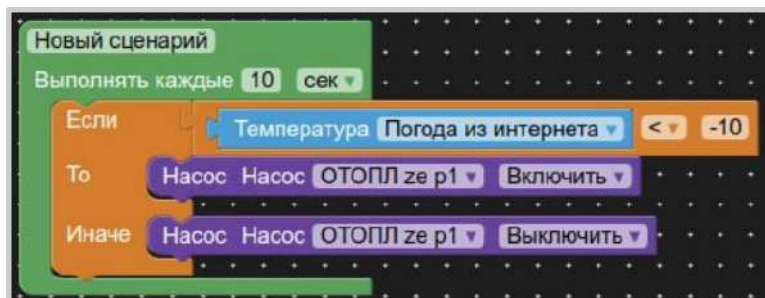 Новый сценарий
Выполнять каждые 10 сек
Если Температура Погода из интернета < -10
То Насос Насос ОТОПЛ ze p1 Включить
Иначе Насос Насос ОТОПЛ ze p1 Выключить